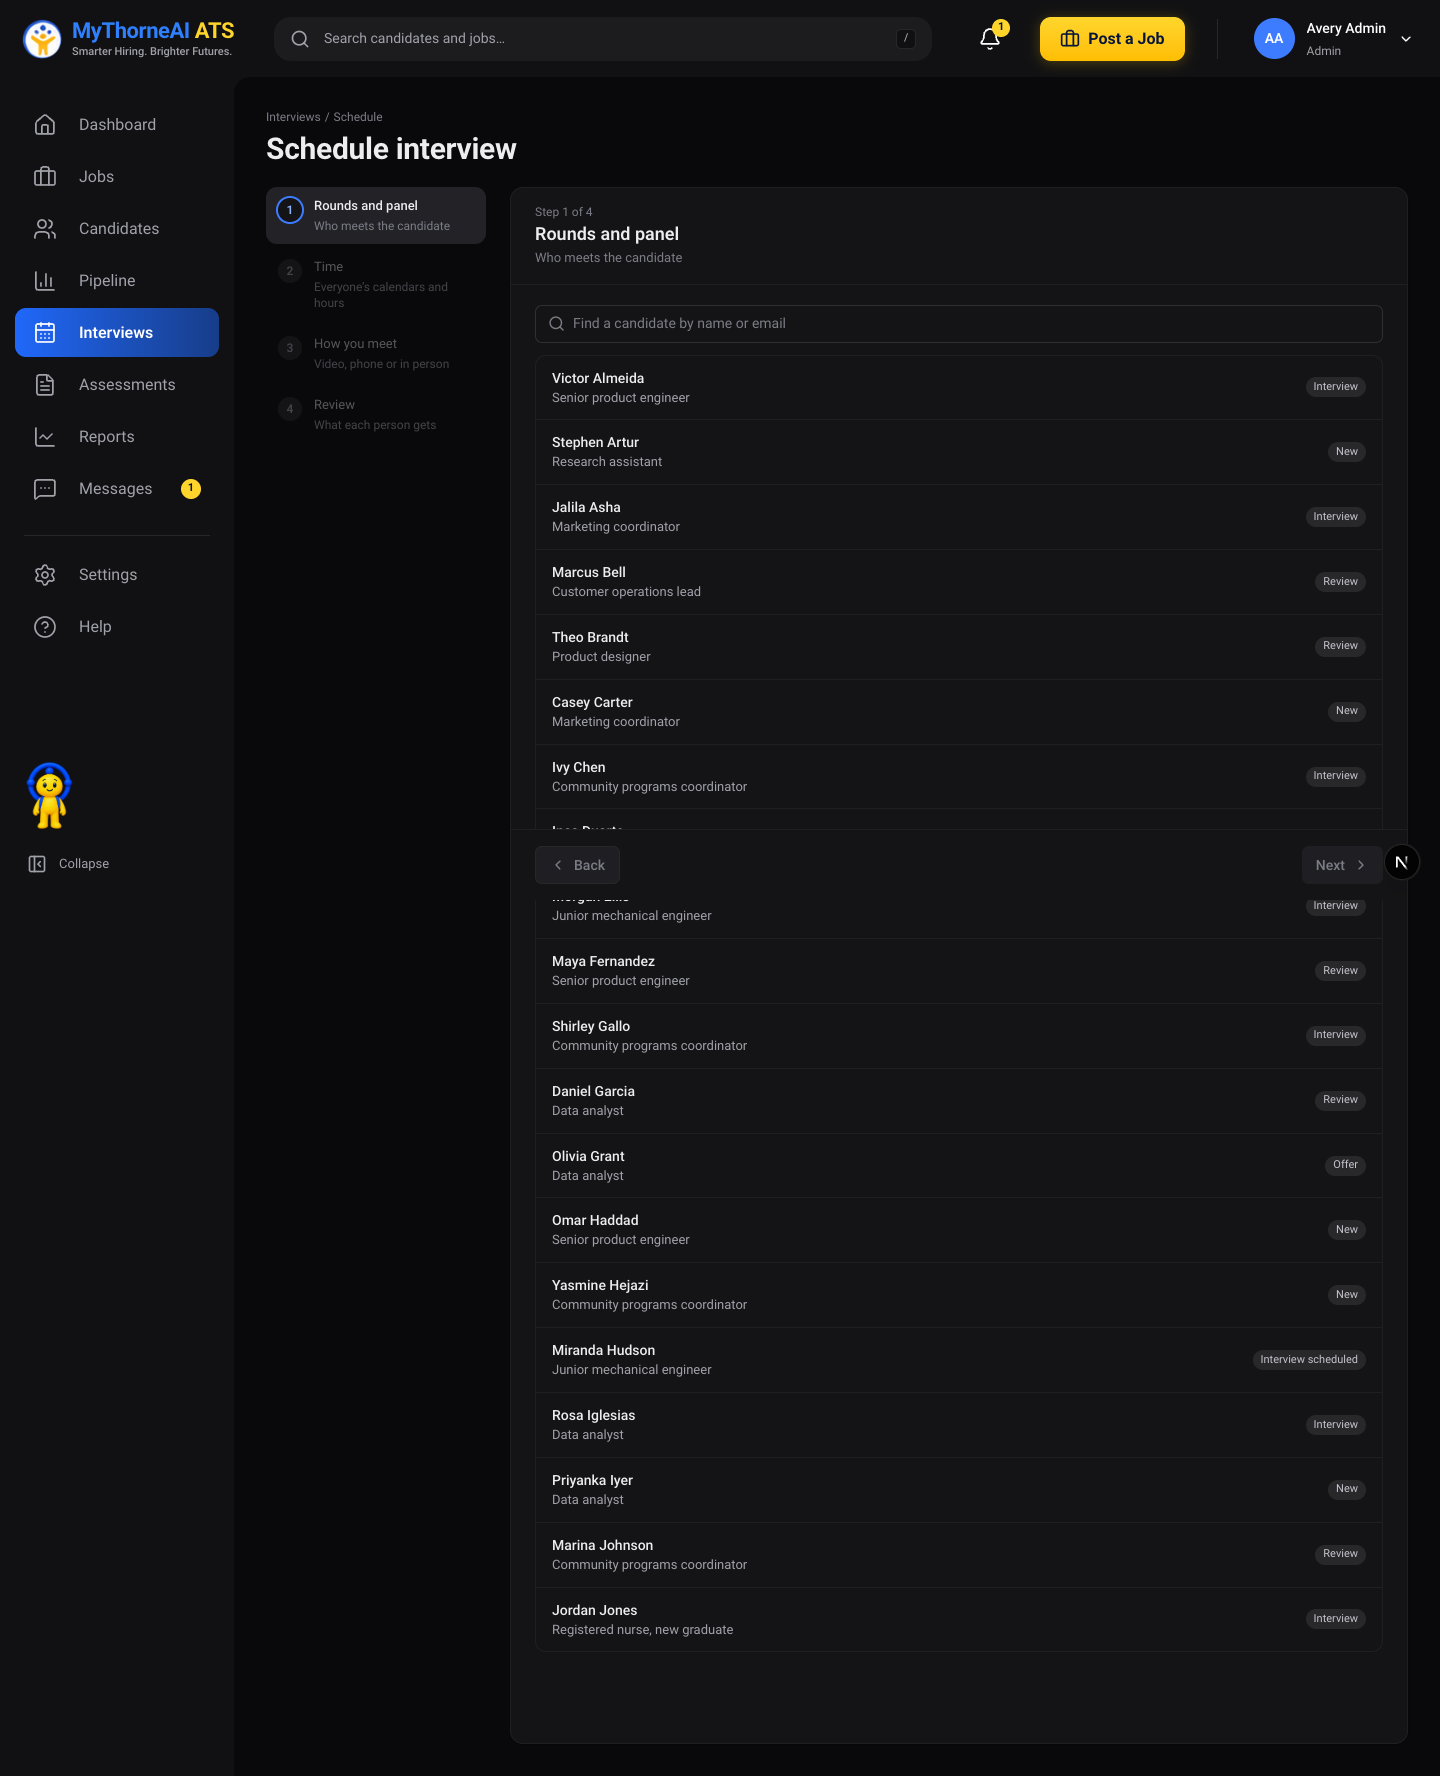 MyThorneAI ATS
Smarter Hiring. Brighter Futures.
Search candidates and jobs...
/
1
Post a Job
AA
Avery Admin
Admin
Dashboard
Jobs
Candidates
Pipeline
Interviews
Assessments
Reports
Messages
1
Settings
Help
Collapse
Interviews / Schedule
Schedule interview
1
Rounds and panel
Who meets the candidate
2
Time
Everyone's calendars and
hours
3
How you meet
Video, phone or in person
4
Review
What each person gets
Step 1 of 4
Rounds and panel
Who meets the candidate
Find a candidate by name or email
Victor Almeida
Senior product engineer
Interview
Stephen Artur
Research assistant
New
Jalila Asha
Marketing coordinator
Interview
Marcus Bell
Customer operations lead
Review
Theo Brandt
Product designer
Review
Casey Carter
Marketing coordinator
New
Ivy Chen
Community programs coordinator
Interview
Back
Next
N
Junior mechanical engineer
Interview
Maya Fernandez
Senior product engineer
Review
Shirley Gallo
Community programs coordinator
Interview
Daniel Garcia
Data analyst
Review
Olivia Grant
Data analyst
Offer
Omar Haddad
Senior product engineer
New
Yasmine Hejazi
Community programs coordinator
New
Miranda Hudson
Junior mechanical engineer
Interview scheduled
Rosa Iglesias
Data analyst
Interview
Priyanka Iyer
Data analyst
New
Marina Johnson
Community programs coordinator
Review
Jordan Jones
Registered nurse, new graduate
Interview